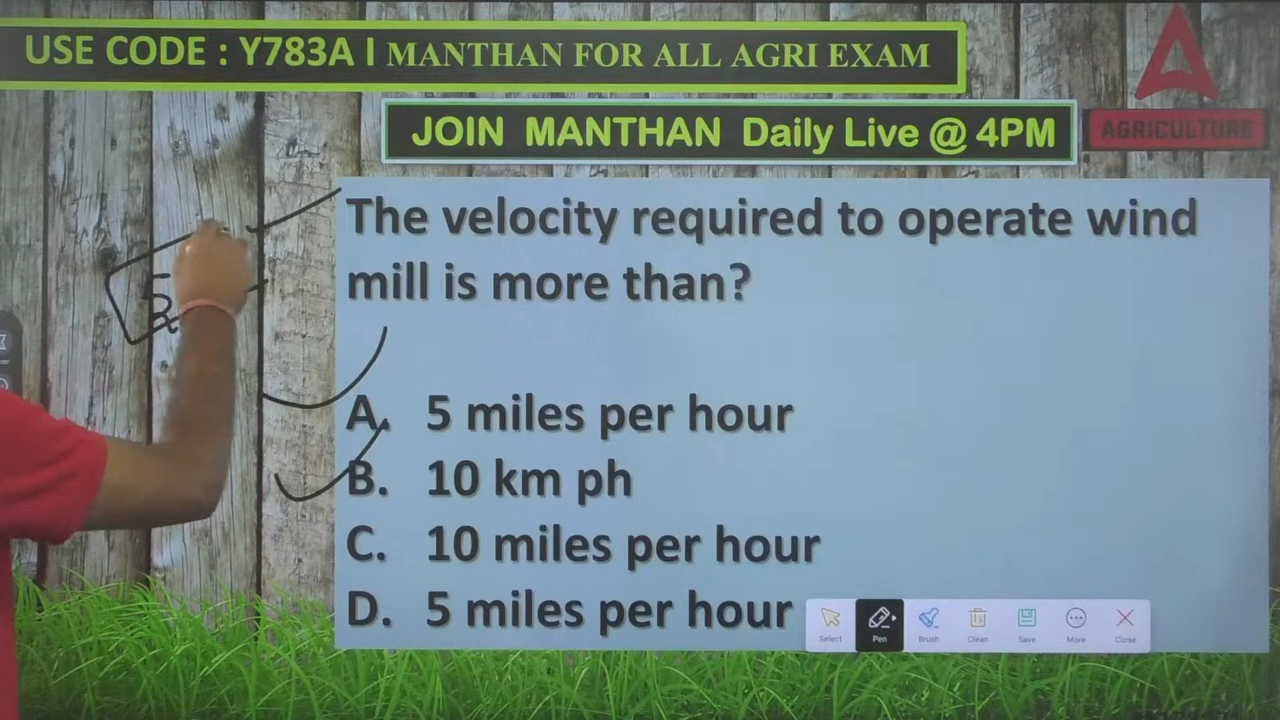 USE CODE : Y783A I MANTHAN FOR ALL AGRI EXAM
JOIN MANTHAN Daily Live @ 4PM
AGRICULTURE
The velocity required to operate wind
mill is more than?
5
A. 5 miles per hour
B. 10 km ph
C. 10 miles per hour
D. 5 miles per hour
Select Pen Brush Clean Save More Close